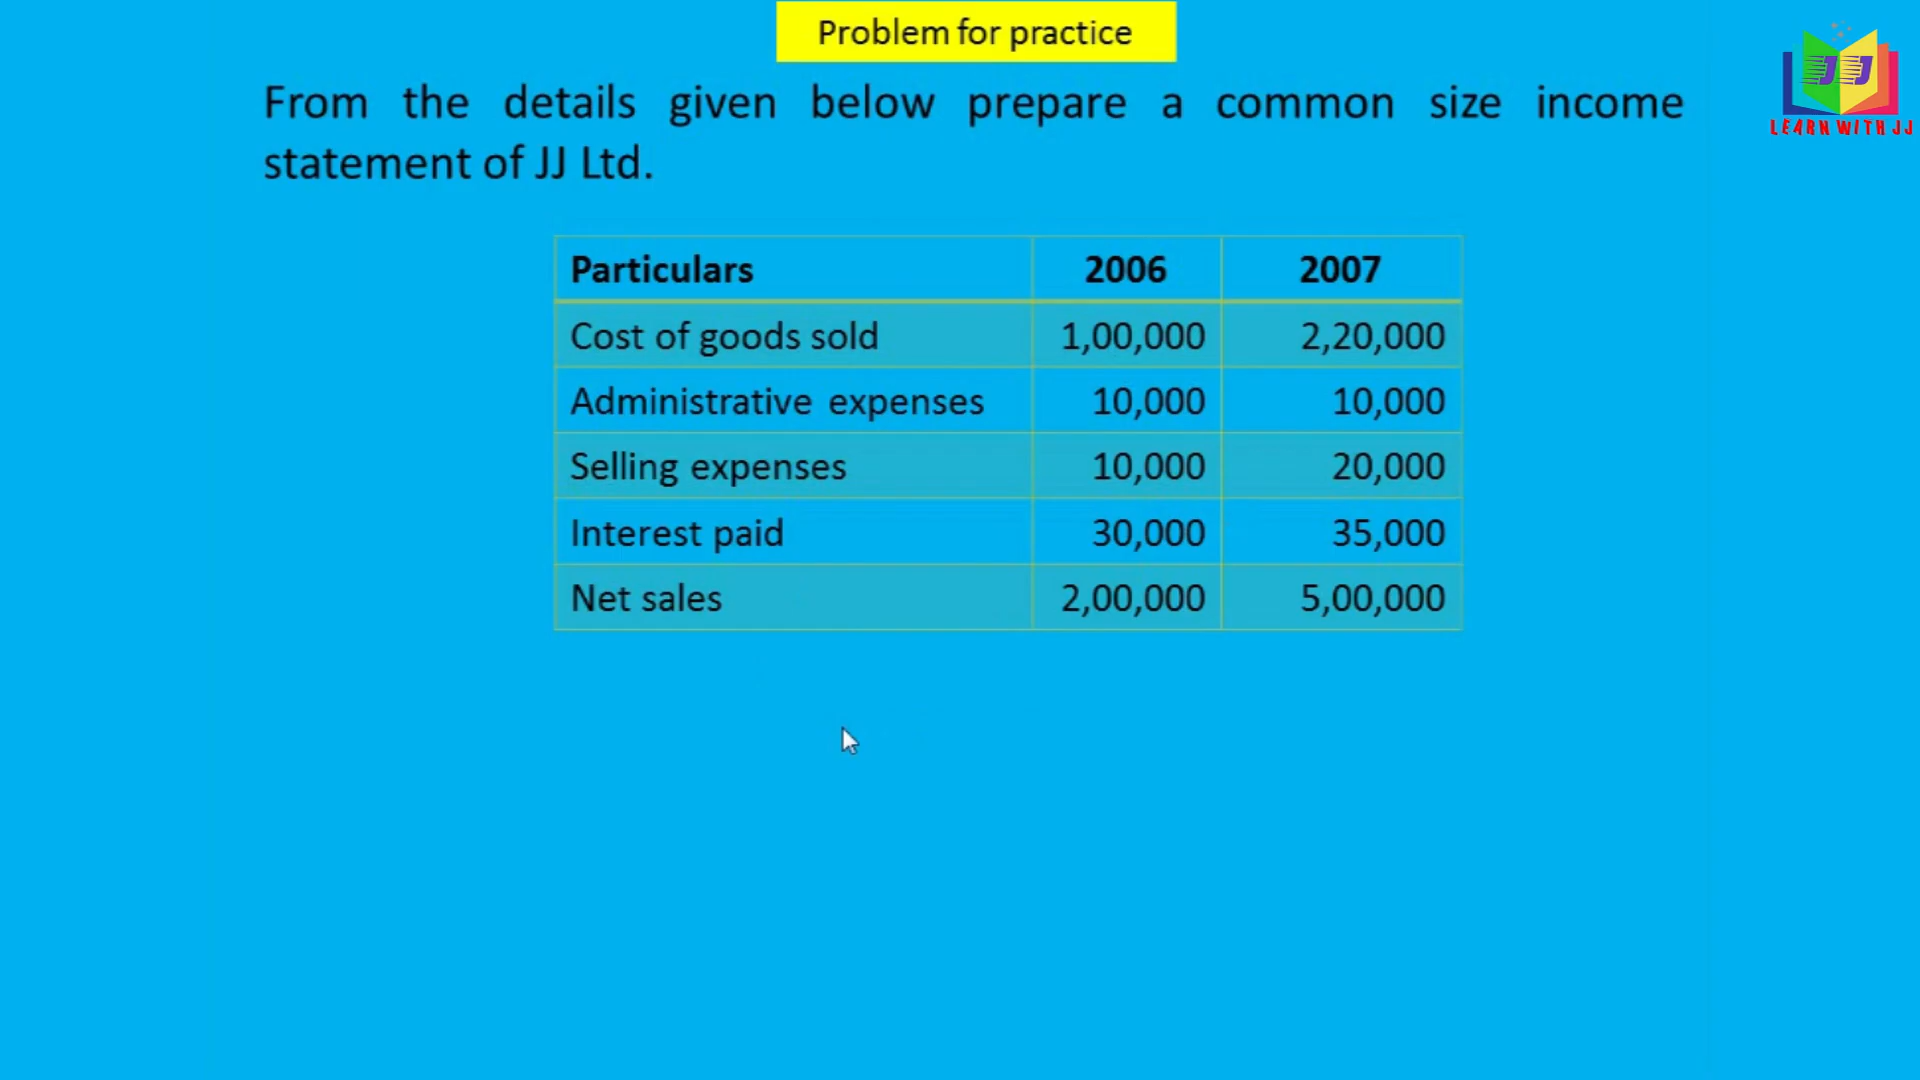 Problem for practice
From the details given below prepare a common size income
statement of JJ Ltd.
JJ
LEARN WITH JJ
Particulars 2006 2007
Cost of goods sold 1,00,000 2,20,000
Administrative expenses 10,000 10,000
Selling expenses 10,000 20,000
Interest paid 30,000 35,000
Net sales 2,00,000 5,00,000